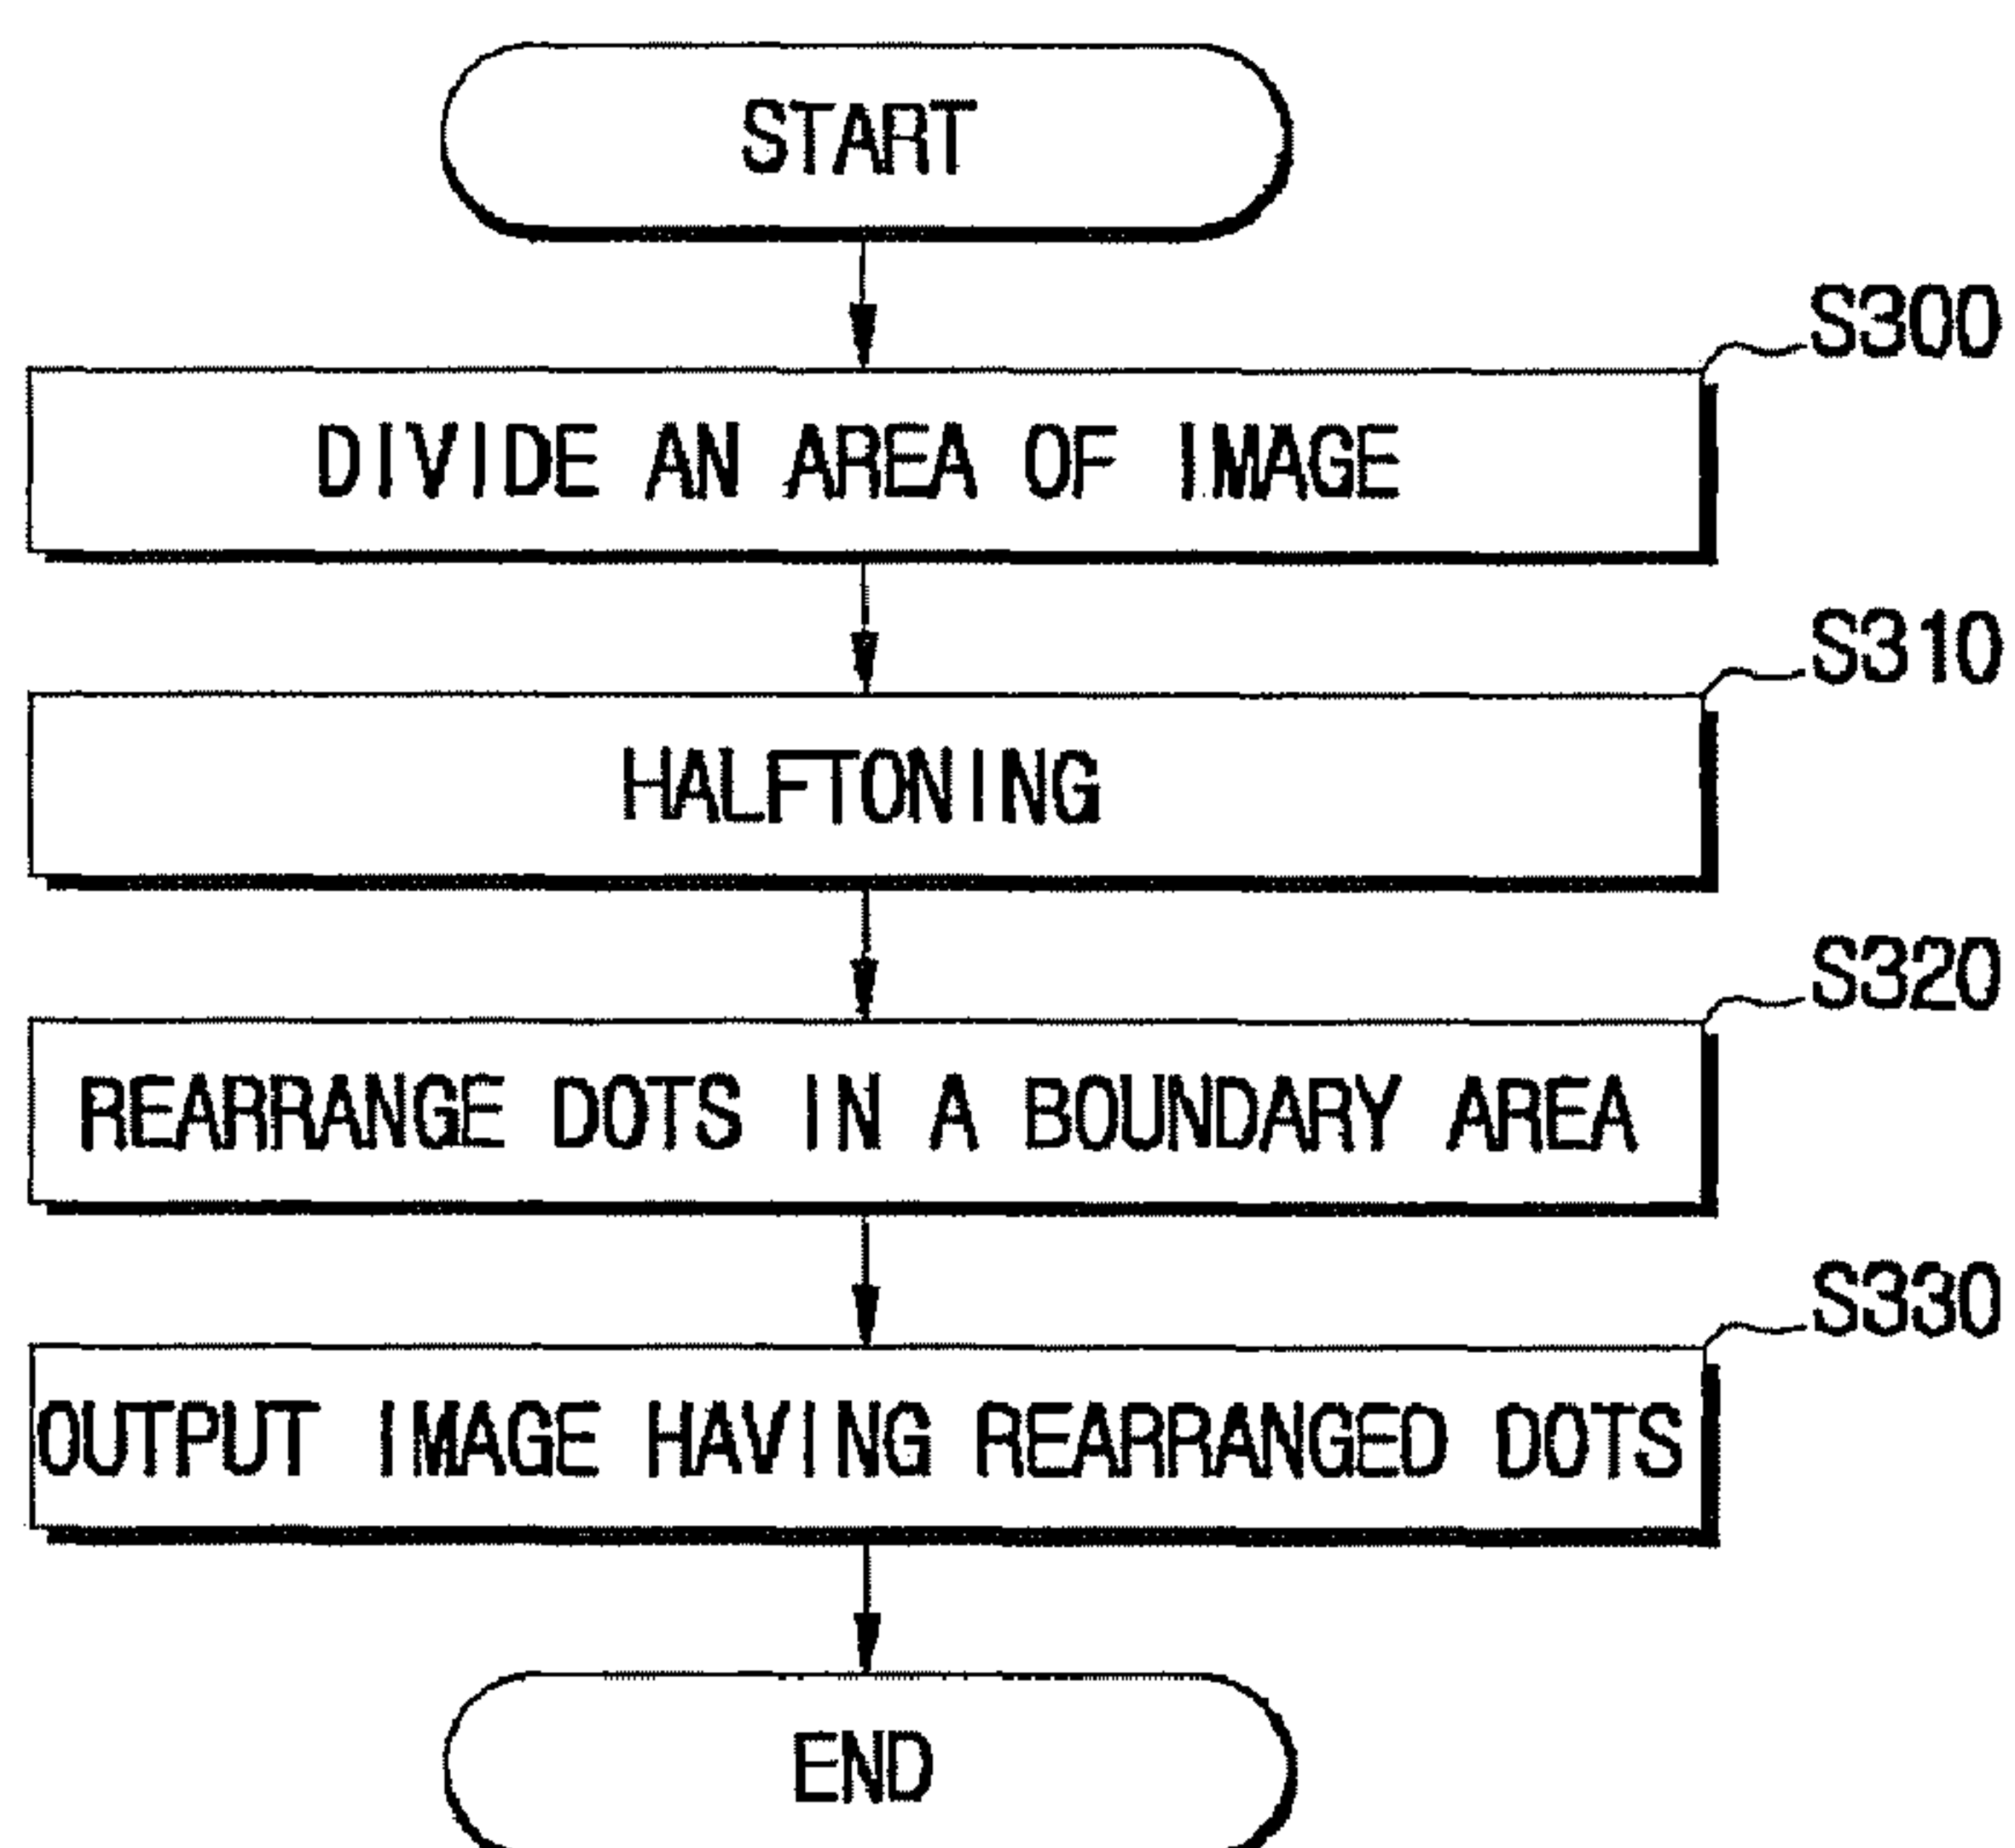 START
S300
DIVIDE AN AREA OF IMAGE
S310
HALFTONING
S320
REARRANGE DOTS IN A BOUNDARY AREA
S330
OUTPUT IMAGE HAVING REARRANGED DOTS
END